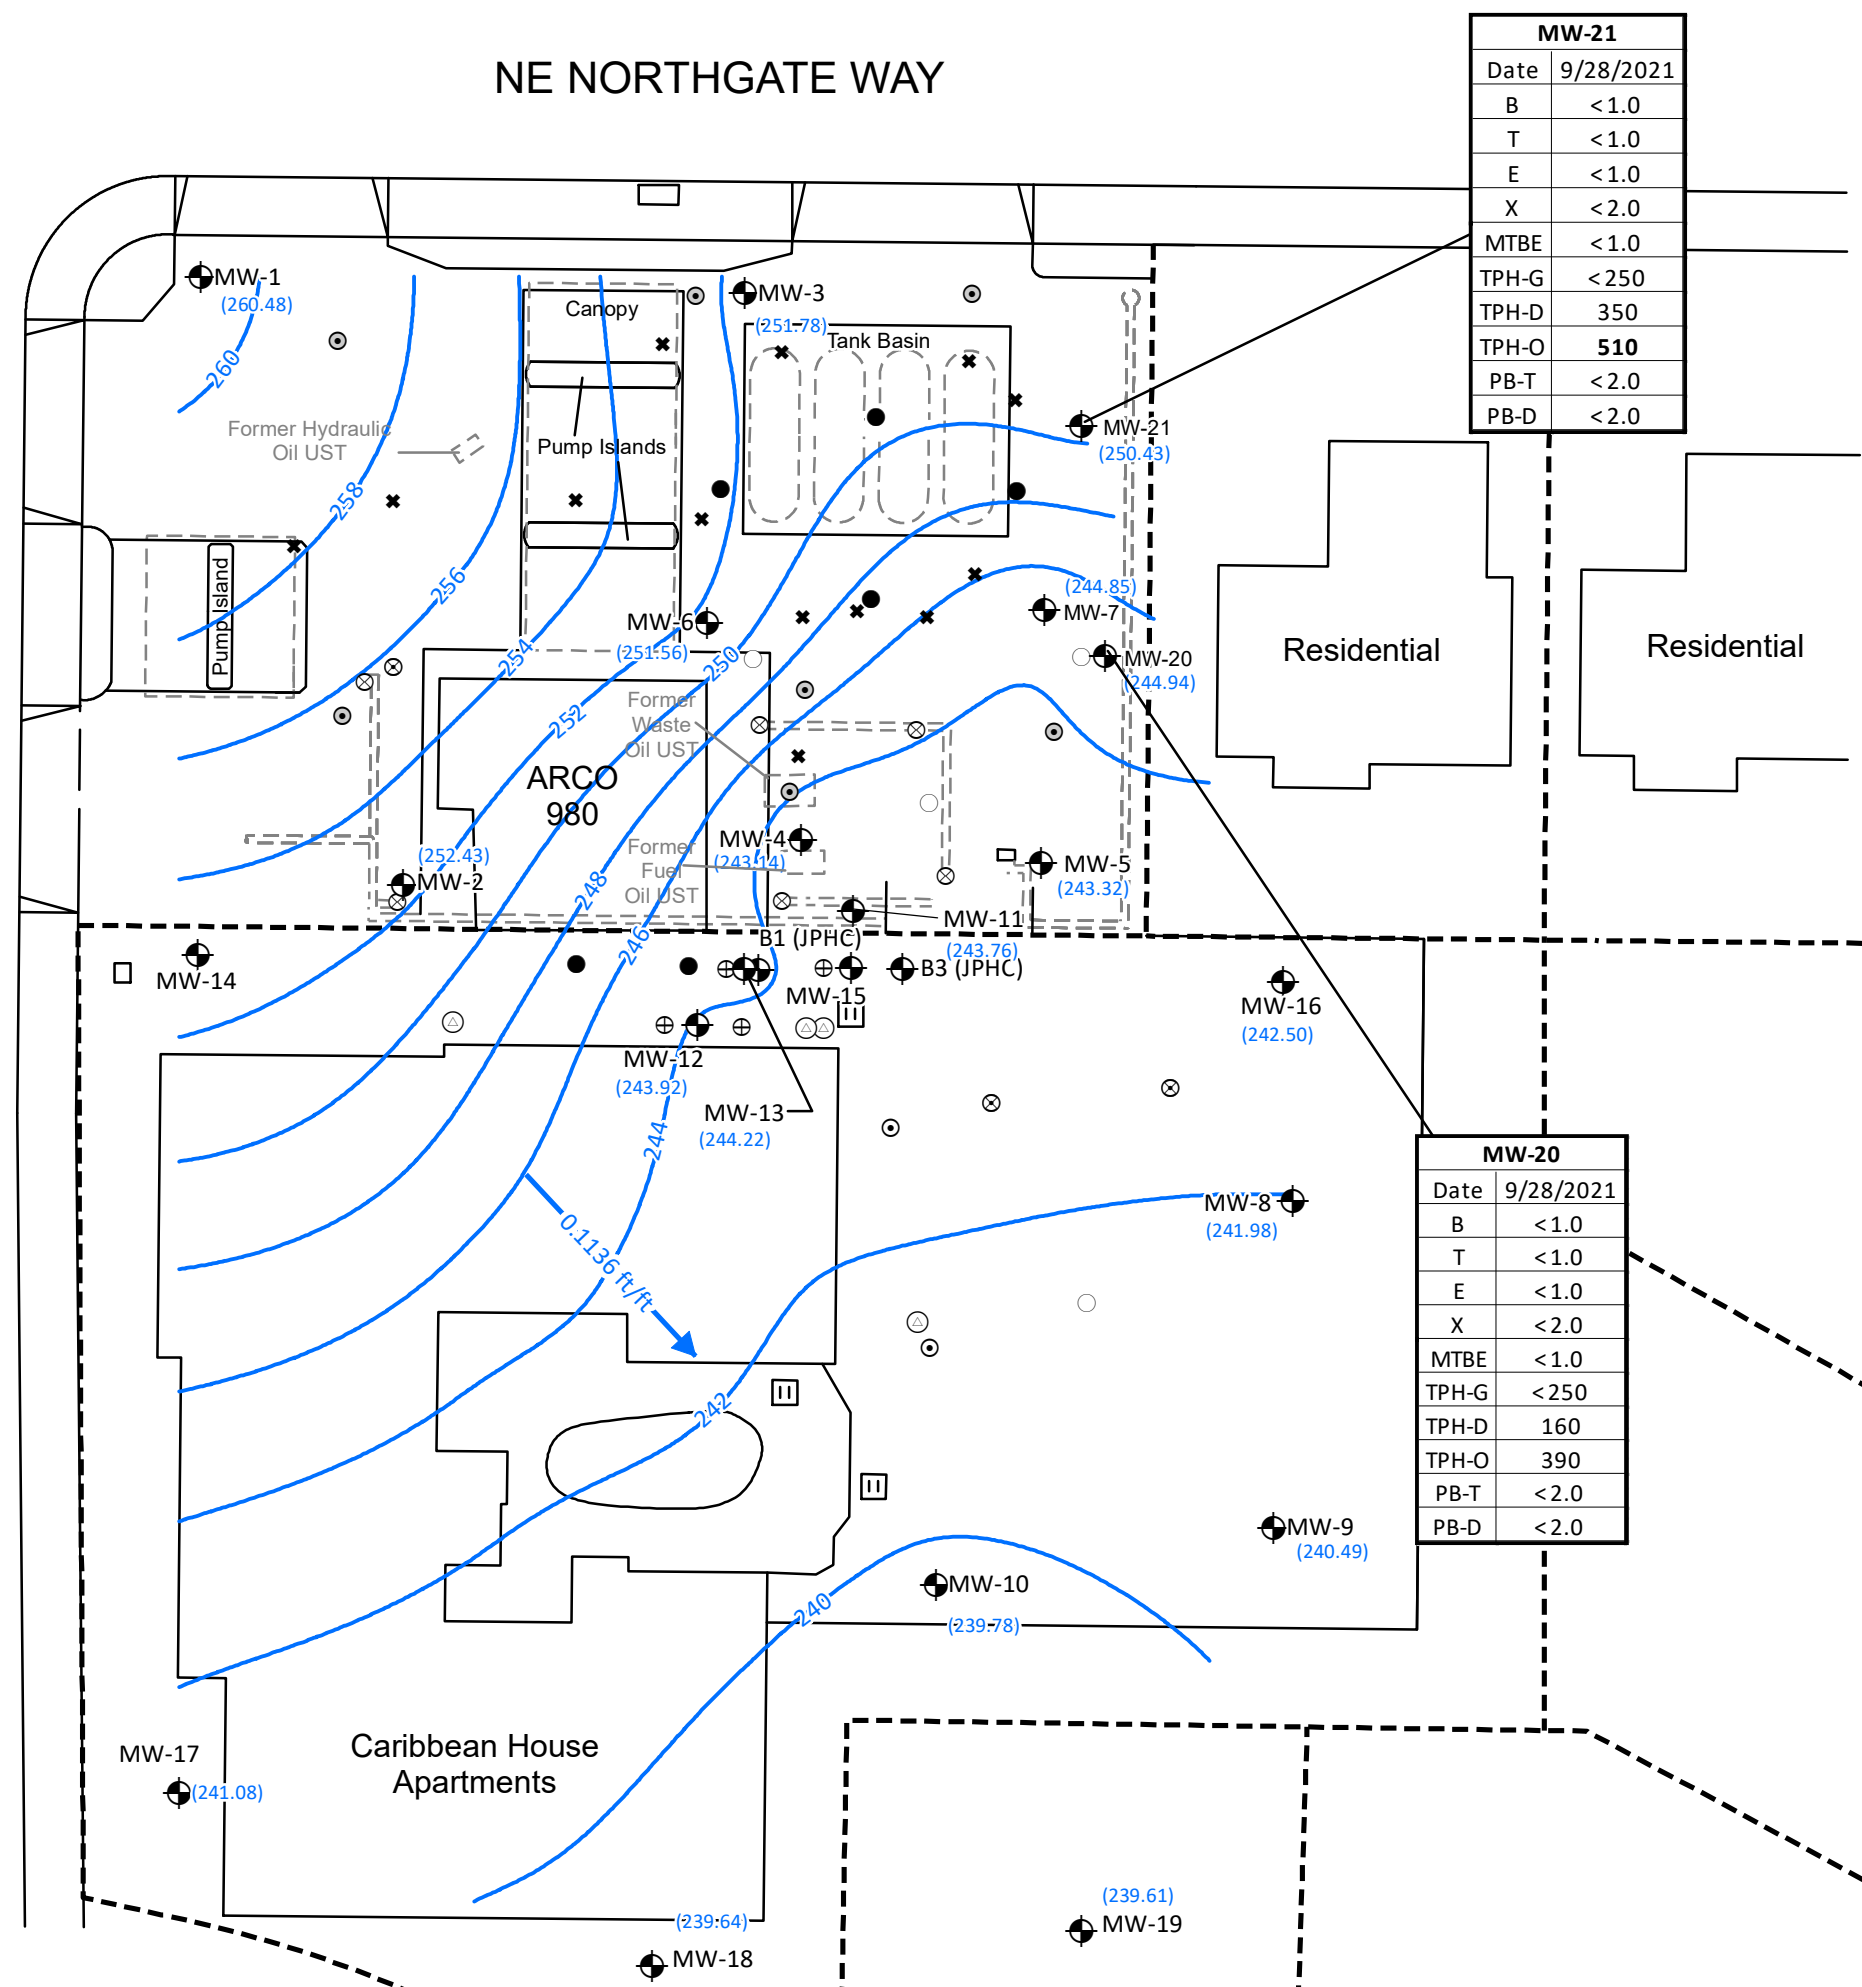 NE NORTHGATE WAY
MW-21
Date 9/28/2021
B <1.0
T <1.0
E <1.0
X <2.0
MTBE <1.0
TPH-G <250
TPH-D 350
TPH-O 510
PB-T <2.0
PB-D <2.0
MW-1
(260.48)
MW-3
(251.78)
Canopy
Tank Basin
260
Former Hydraulic
Oil UST
Pump Islands
MW-21
(250.43)
258
256
Pump Island
MW-6
(251.56)
254
250
(244.85)
MW-7
MW-20
(244.94)
Residential
Residential
252
Former
Waste
Oil UST
ARCO
980
MW-4
(243.14)
Former
Fuel
Oil UST
(252.43)
MW-2
248
246
MW-5
(243.32)
MW-11
(243.76)
B1 (JPHC)
B3 (JPHC)
MW-14
MW-15
MW-16
(242.50)
MW-12
(243.92)
MW-13
(244.22)
244
0.1136 ft/ft
MW-8
(241.98)
MW-20
Date 9/28/2021
B <1.0
T <1.0
E <1.0
X <2.0
MTBE <1.0
TPH-G <250
TPH-D 160
TPH-O 390
PB-T <2.0
PB-D <2.0
242
MW-9
(240.49)
MW-10
(239.78)
240
Caribbean House
Apartments
MW-17
(241.08)
(239.64)
MW-18
(239.61)
MW-19